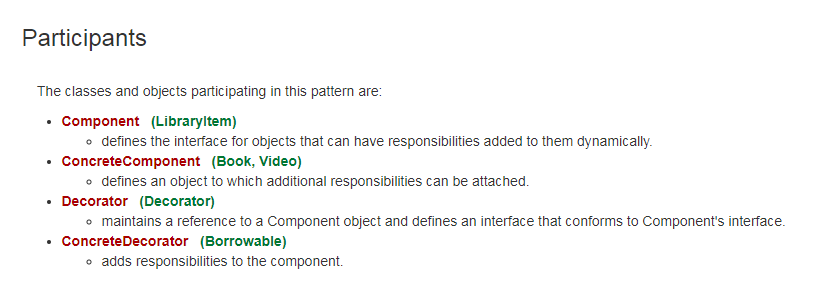 Participants
The classes and objects participating in this pattern are:
Component (LibraryItem)
defines the interface for objects that can have responsibilities added to them dynamically.
ConcreteComponent (Book, Video)
defines an object to which additional responsibilities can be attached.
Decorator (Decorator)
maintains a reference to a Component object and defines an interface that conforms to Component's interface.
ConcreteDecorator (Borrowable)
adds responsibilities to the component.